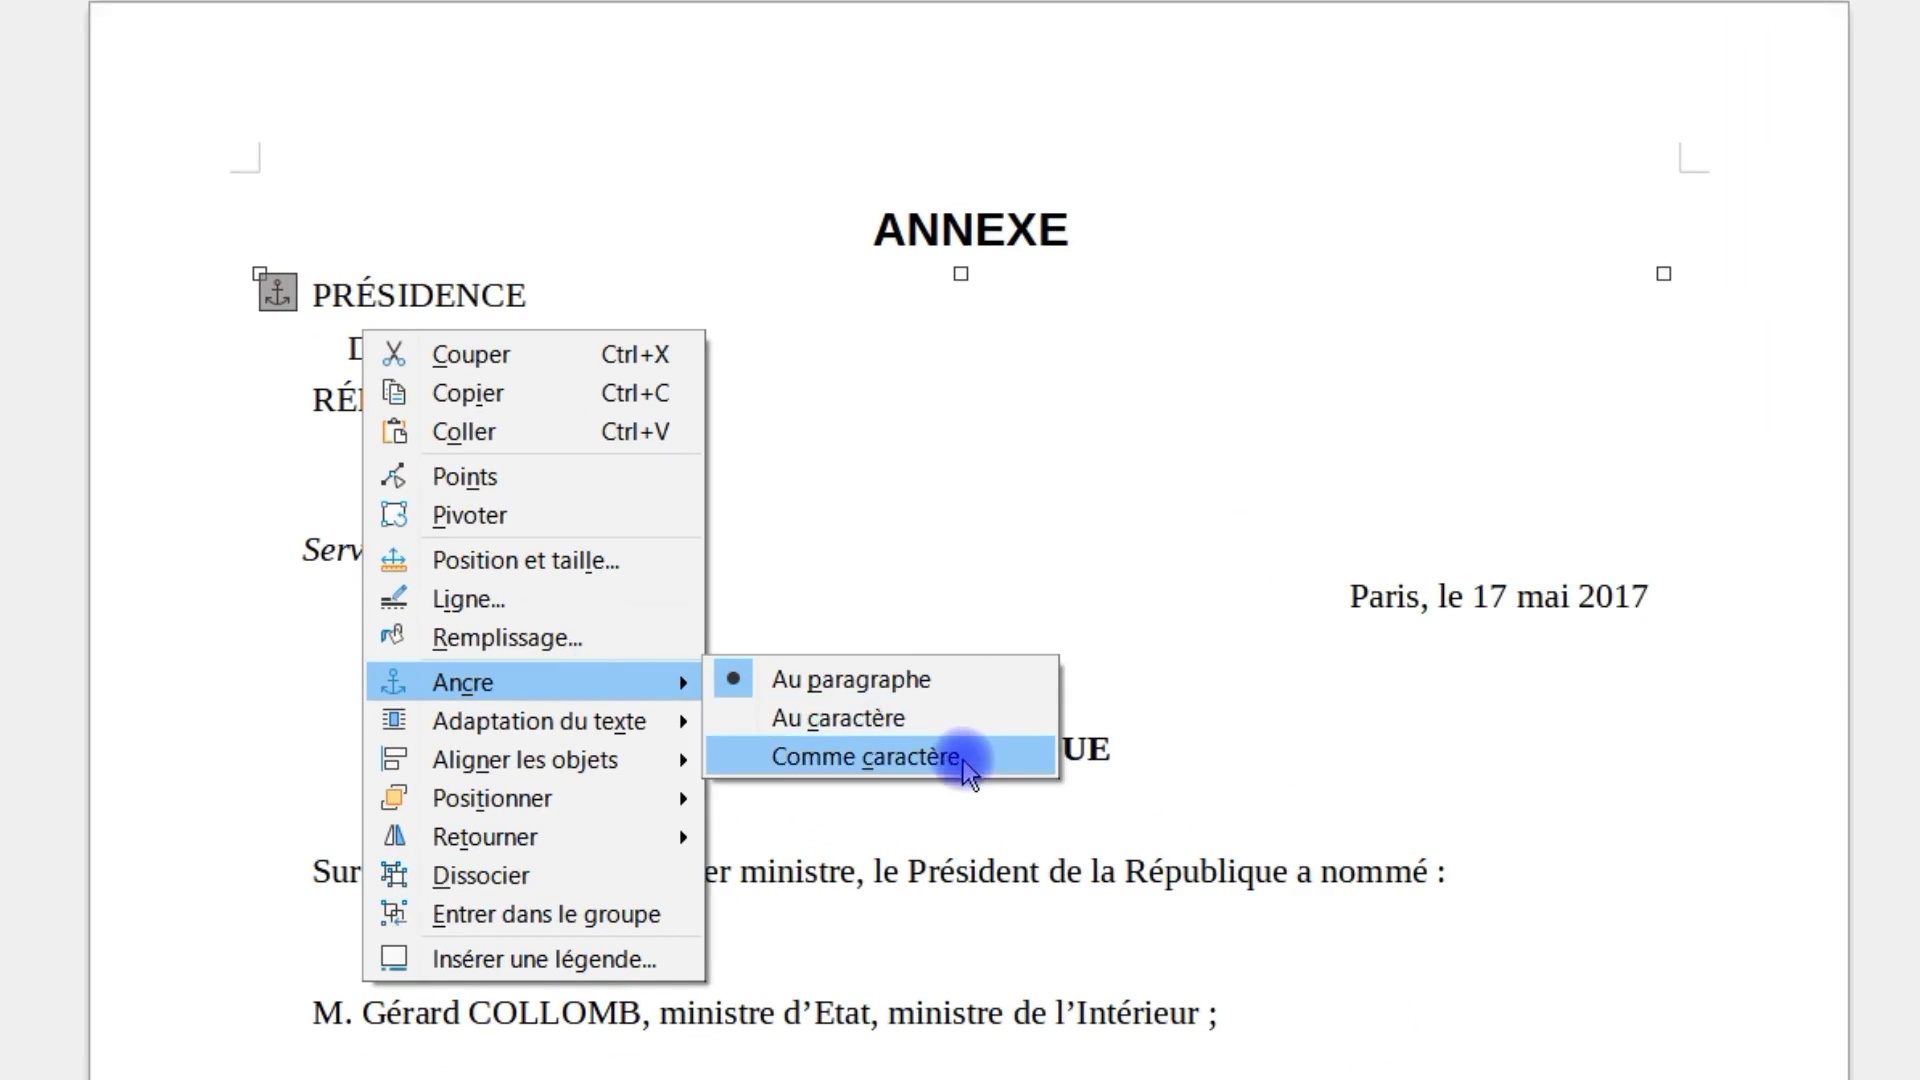 ANNEXE
PRÉSIDENCE
Couper Ctrl+X
Copier Ctrl+C
Coller Ctrl+V
Points
Pivoter
Position et taille...
Ligne...
Remplissage...
Ancre
Adaptation du texte
Aligner les objets
Positionner
Retourner
Dissocier
Entrer dans le groupe
Insérer une légende...
Au paragraphe
Au caractère
Comme caractère
Paris, le 17 mai 2017
UE
Sur er ministre, le Président de la République a nommé :
M. Gérard COLLOMB, ministre d’Etat, ministre de l’Intérieur ;